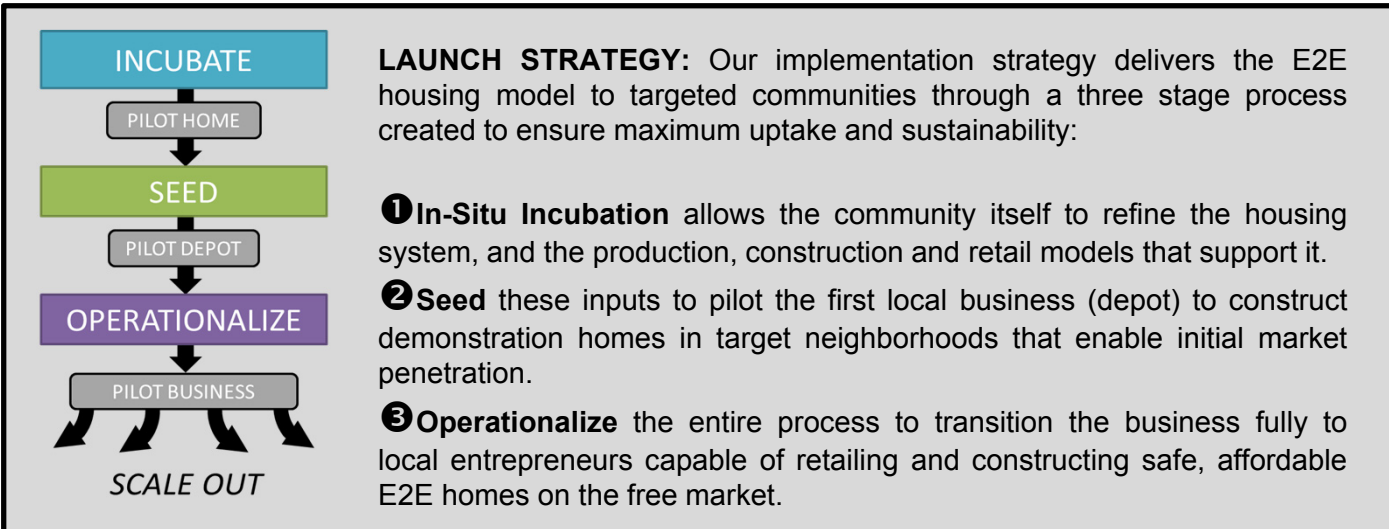 INCUBATE
PILOT HOME
SEED
PILOT DEPOT
OPERATIONALIZE
PILOT BUSINESS
SCALE OUT
LAUNCH STRATEGY: Our implementation strategy delivers the E2E
housing model to targeted communities through a three stage process
created to ensure maximum uptake and sustainability:
❶In-Situ Incubation allows the community itself to refine the housing
system, and the production, construction and retail models that support it.
❷Seed these inputs to pilot the first local business (depot) to construct
demonstration homes in target neighborhoods that enable initial market
penetration.
❸Operationalize the entire process to transition the business fully to
local entrepreneurs capable of retailing and constructing safe, affordable
E2E homes on the free market.